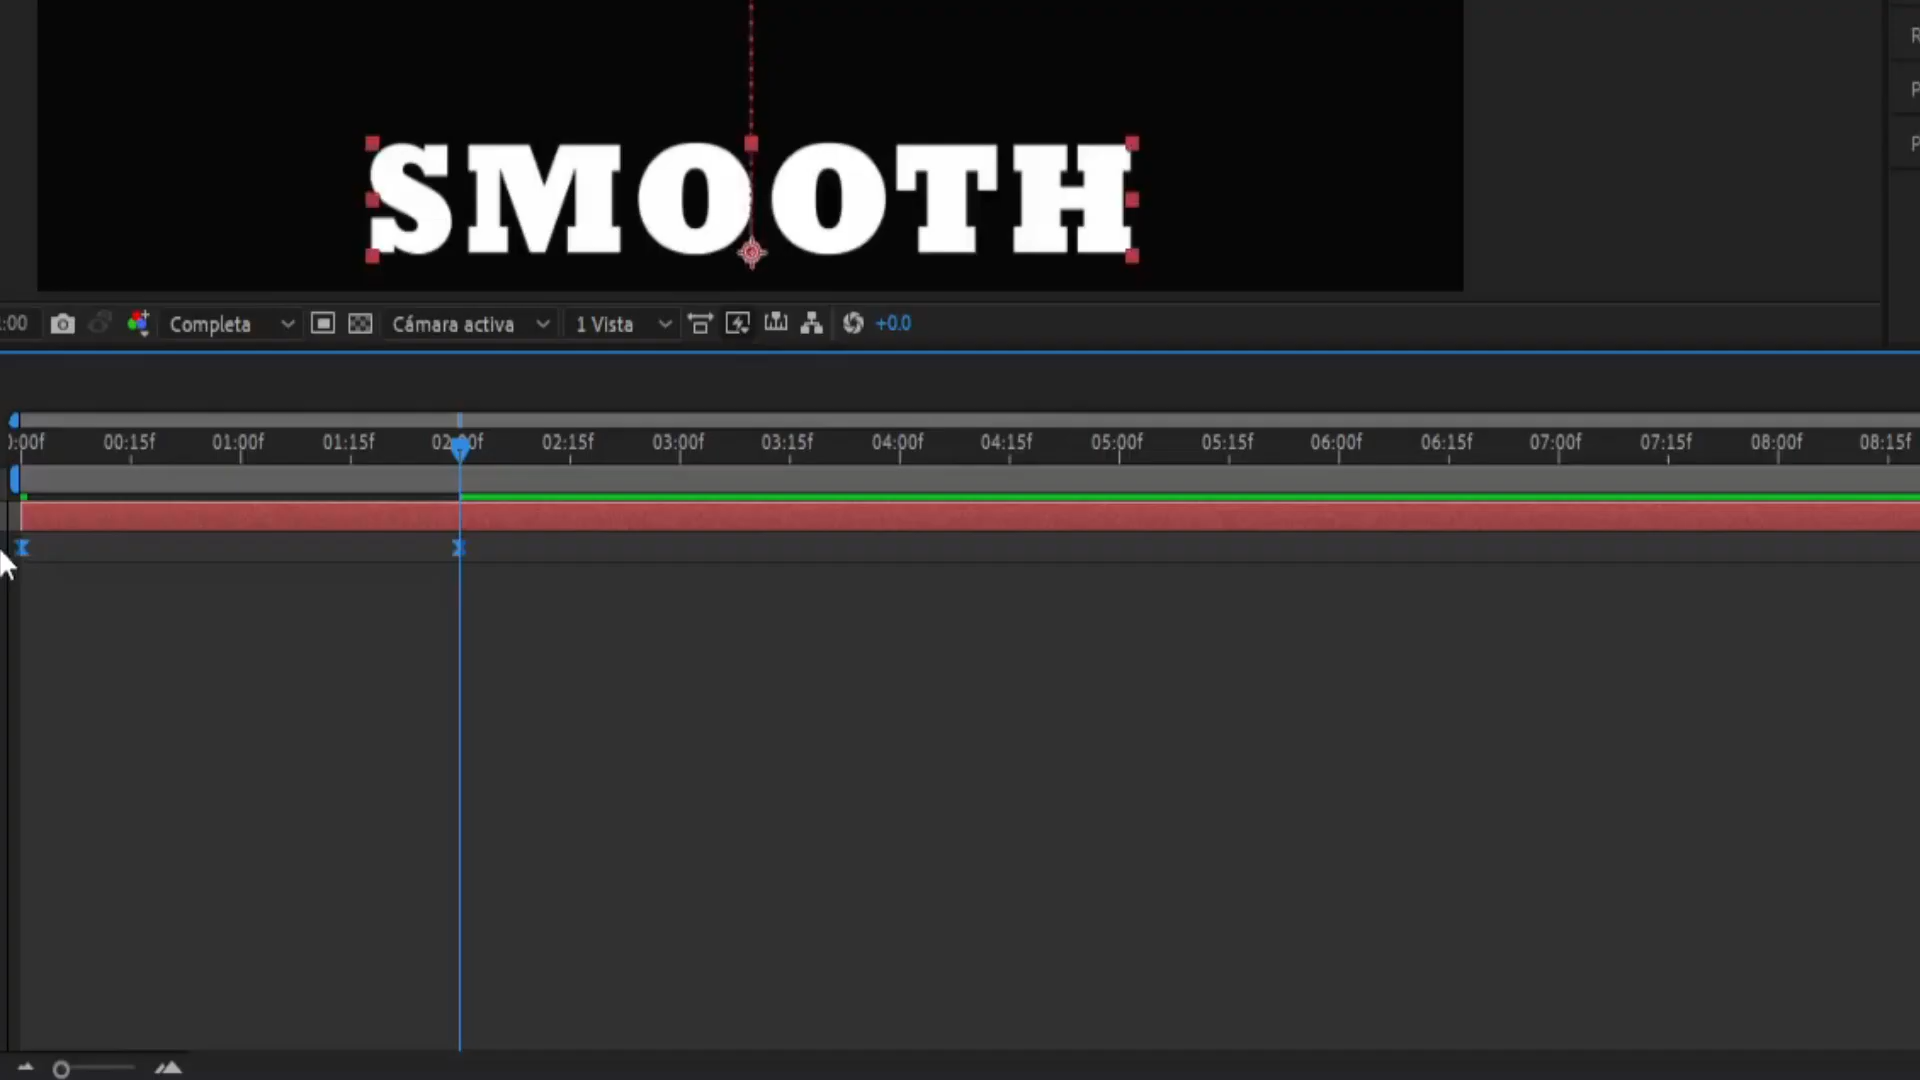 R
P
P
SMOOTH
:00 Completa Cámara activa 1 Vista +0.0
0:00f 00:15f 01:00f 01:15f 02:00f 02:15f 03:00f 03:15f 04:00f 04:15f 05:00f 05:15f 06:00f 06:15f 07:00f 07:15f 08:00f 08:15f